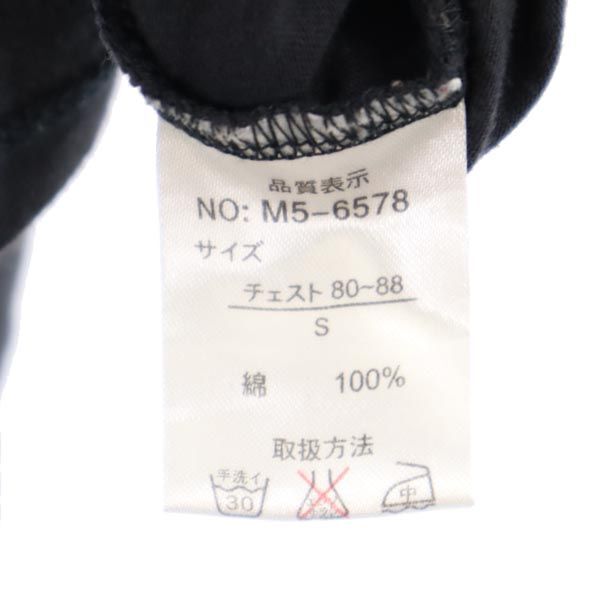 品質表示
NO: M5-6578
サイズ
チェスト 80~88
S
綿 100%
取扱方法
手洗イ
30
中